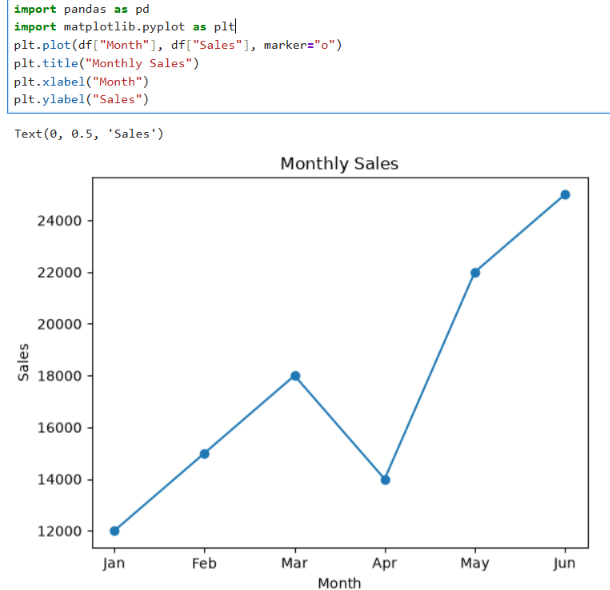 import pandas as pd
import matplotlib.pyplot as plt
plt.plot(df["Month"], df["Sales"], marker="o")
plt.title("Monthly Sales")
plt.xlabel("Month")
plt.ylabel("Sales")
Text(0, 0.5, 'Sales')
Monthly Sales
24000
22000
20000
18000
16000
14000
12000
Sales
Jan Feb Mar Apr May Jun
Month